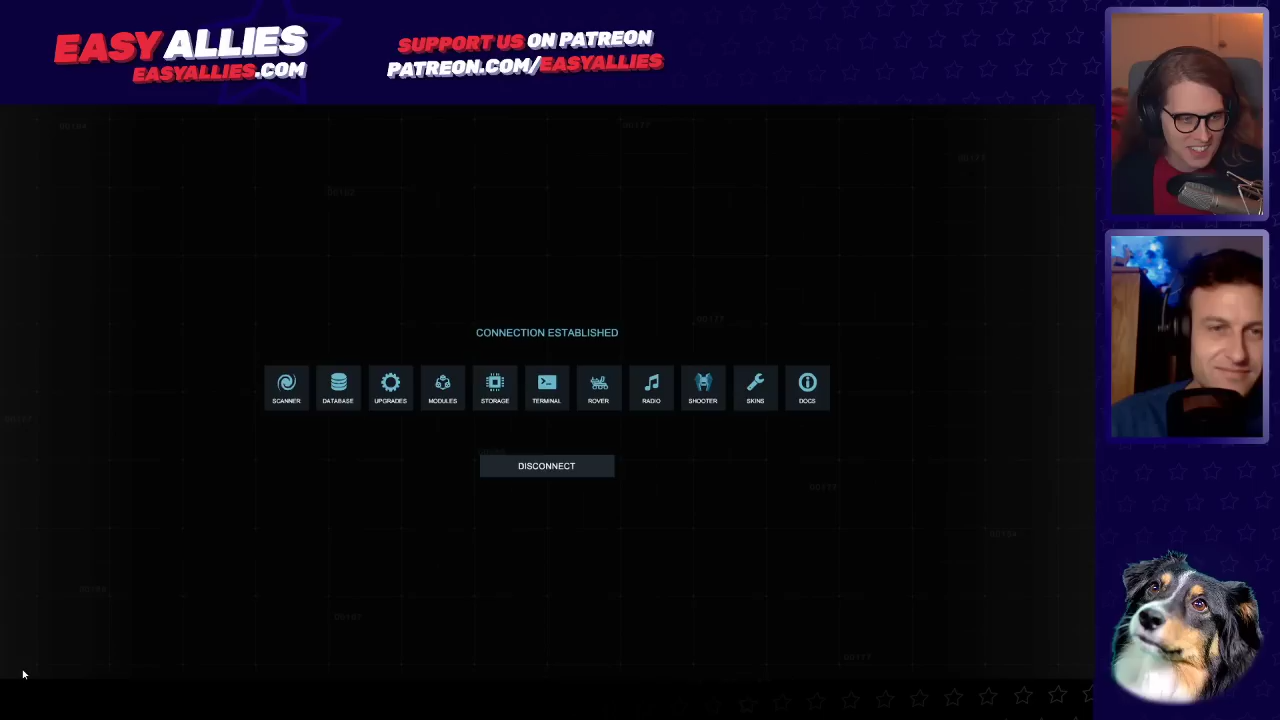 EASY ALLIES
EASYALLIES.COM
SUPPORT US ON PATREON
PATREON.COM/EASYALLIES
CONNECTION ESTABLISHED
SCANNER DATABASE UPGRADES MODULES STORAGE TERMINAL ROVER RADIO SHOOTER SKINS DOCS
DISCONNECT